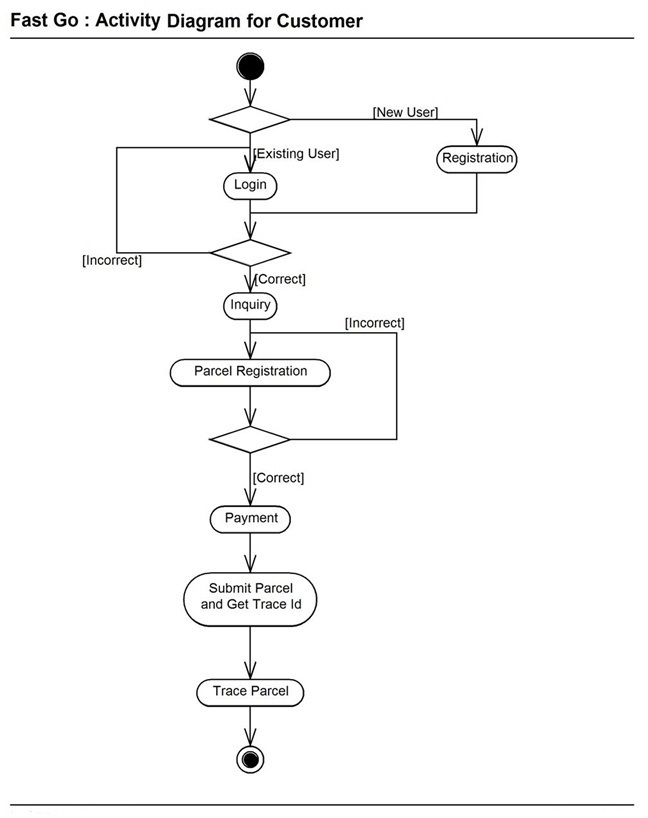 Fast Go : Activity Diagram for Customer
[New User]
[Existing User]
Registration
Login
[Incorrect]
[Correct]
Inquiry
[Incorrect]
Parcel Registration
[Correct]
Payment
Submit Parcel
and Get Trace Id
Trace Parcel